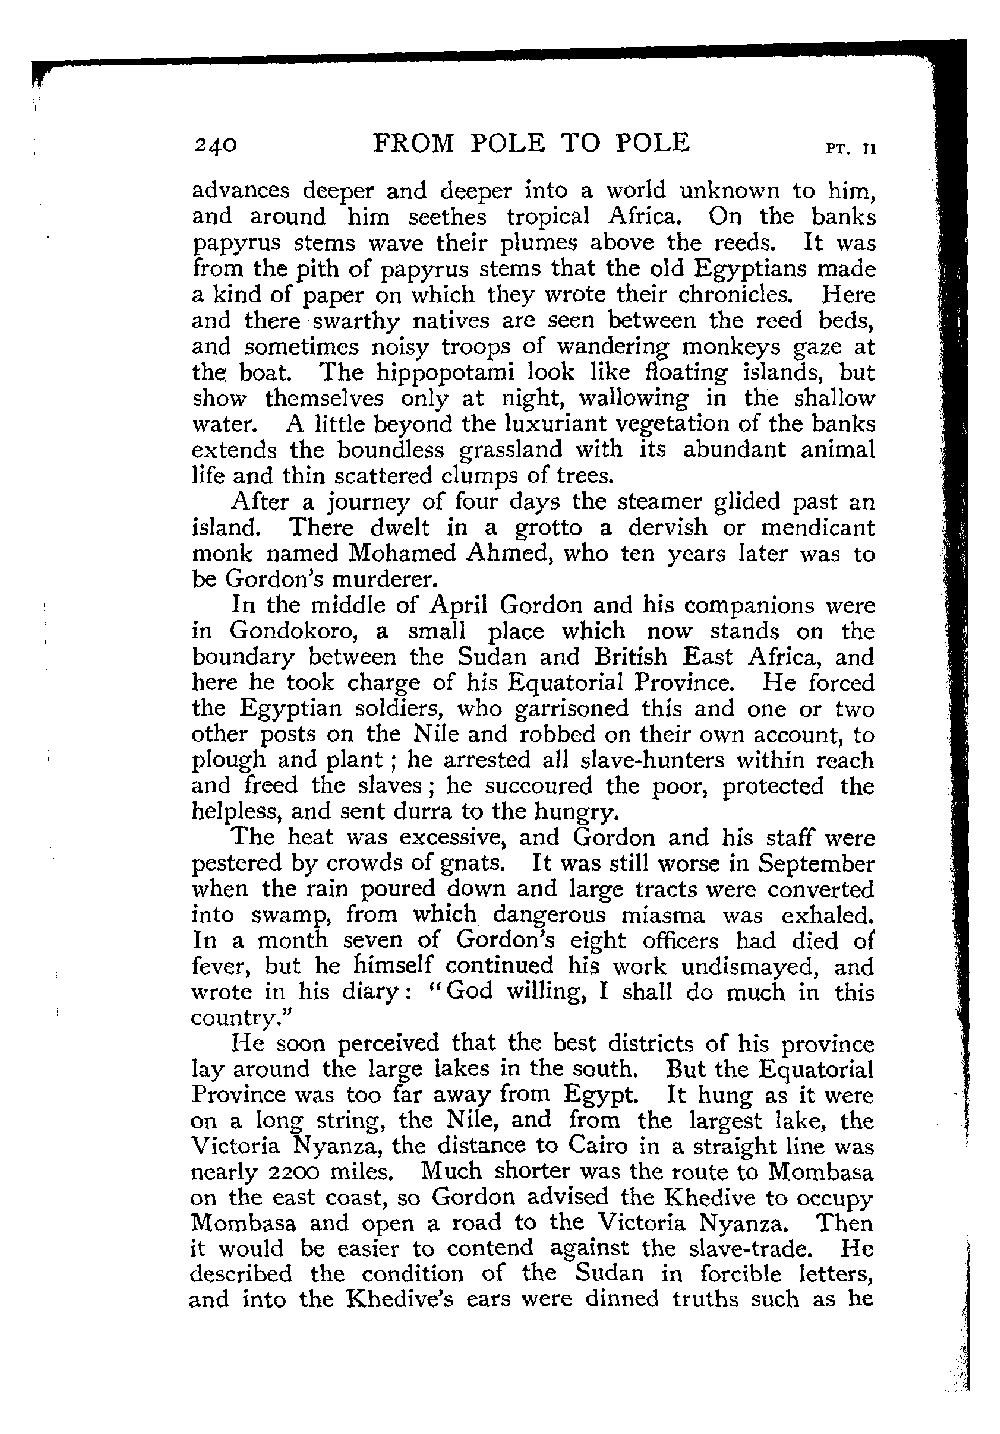 240 FROM POLE TO POLE PT. II
advances deeper and deeper into a world unknown to him,
and around him seethes tropical Africa. On the banks
papyrus stems wave their plumes above the reeds. It was
from the pith of papyrus stems that the old Egyptians made
a kind of paper on which they wrote their chronicles. Here
and there swarthy natives are seen between the reed beds,
and sometimes noisy troops of wandering monkeys gaze at
the boat. The hippopotami look like floating islands, but
show themselves only at night, wallowing in the shallow
water. A little beyond the luxuriant vegetation of the banks
extends the boundless grassland with its abundant animal
life and thin scattered clumps of trees.
After a journey of four days the steamer glided past an
island. There dwelt in a grotto a dervish or mendicant
monk named Mohamed Ahmed, who ten years later was to
be Gordon's murderer.
In the middle of April Gordon and his companions were
in Gondokoro, a small place which now stands on the
boundary between the Sudan and British East Africa, and
here he took charge of his Equatorial Province. He forced
the Egyptian soldiers, who garrisoned this and one or two
other posts on the Nile and robbed on their own account, to
plough and plant ; he arrested all slave-hunters within reach
and freed the slaves ; he succoured the poor, protected the
helpless, and sent durra to the hungry.
The heat was excessive, and Gordon and his staff were
pestered by crowds of gnats. It was still worse in September
when the rain poured down and large tracts were converted
into swamp, from which dangerous miasma was exhaled.
In a month seven of Gordon's eight officers had died of
fever, but he himself continued his work undismayed, and
wrote in his diary: "God willing, I shall do much in this
country."
He soon perceived that the best districts of his province
lay around the large lakes in the south. But the Equatorial
Province was too far away from Egypt. It hung as it were
on a long string, the Nile, and from the largest lake, the
Victoria Nyanza, the distance to Cairo in a straight line was
nearly 2200 miles. Much shorter was the route to Mombasa
on the east coast, so Gordon advised the Khedive to occupy
Mombasa and open a road to the Victoria Nyanza. Then
it would be easier to contend against the slave-trade. He
described the condition of the Sudan in forcible letters,
and into the Khedive's ears were dinned truths such as he